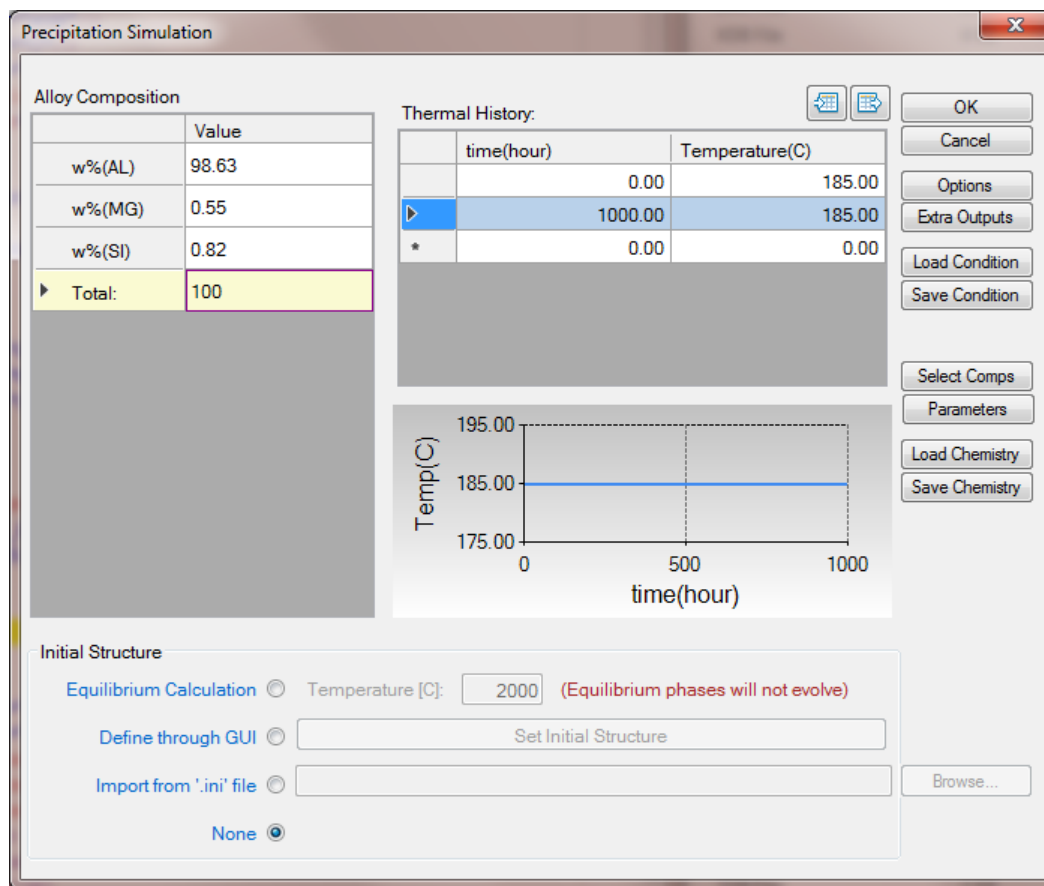 Precipitation Simulation
Alloy Composition
Value
w%(AL) 98.63
w%(MG) 0.55
w%(SI) 0.82
Total: 100
Thermal History:
time(hour) Temperature(C)
0.00 185.00
1000.00 185.00
* 0.00 0.00
OK
Cancel
Options
Extra Outputs
Load Condition
Save Condition
Select Comps
Parameters
Load Chemistry
Save Chemistry
Temp(C)
195.00
185.00
175.00
0 500 1000
time(hour)
Initial Structure
Equilibrium Calculation Temperature [C]: 2000 (Equilibrium phases will not evolve)
Define through GUI Set Initial Structure
Import from '.ini' file Browse...
None